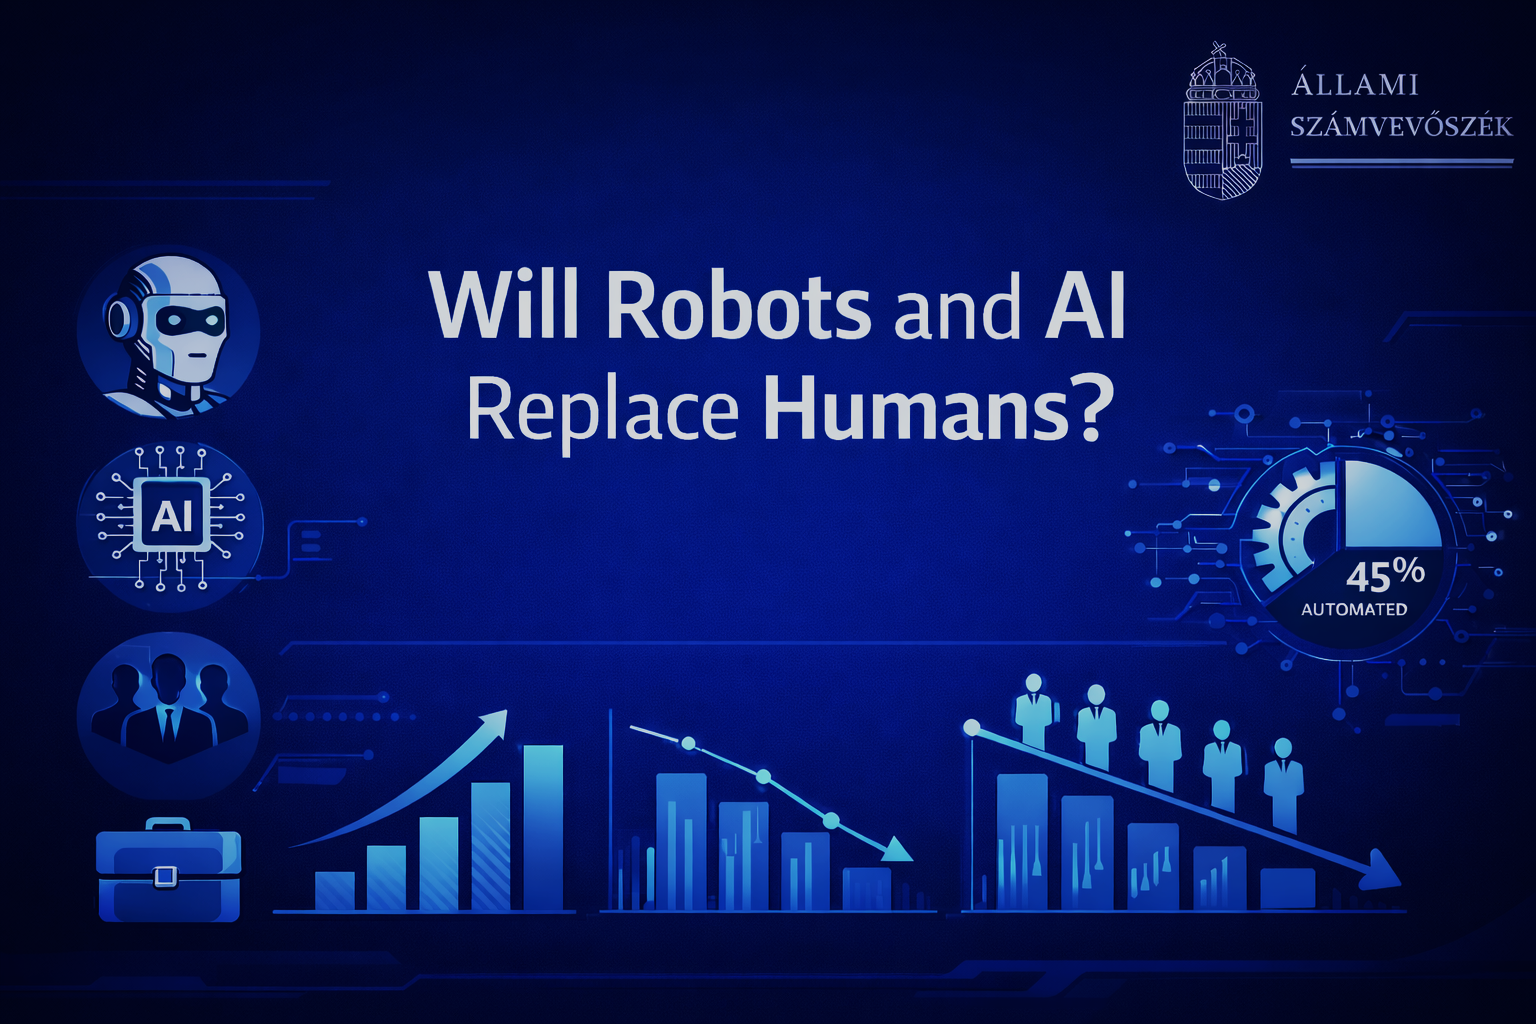 ÁLLAMI
SZÁMVEVŐSZÉK
Will Robots and AI
Replace Humans?
AI
45%
AUTOMATED